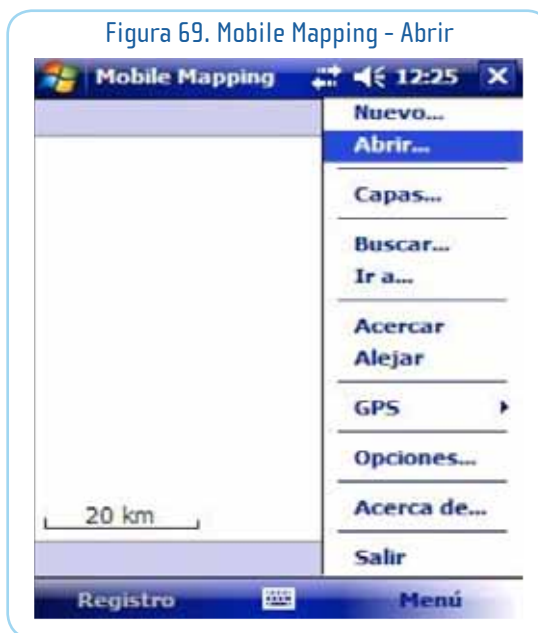 Figura 69. Mobile Mapping - Abrir
Mobile Mapping 12:25
Nuevo...
Abrir...
Capas...
Buscar...
Ir a...
Acercar
Alejar
GPS
Opciones...
20 km
Acerca de...
Salir
Registro Menú